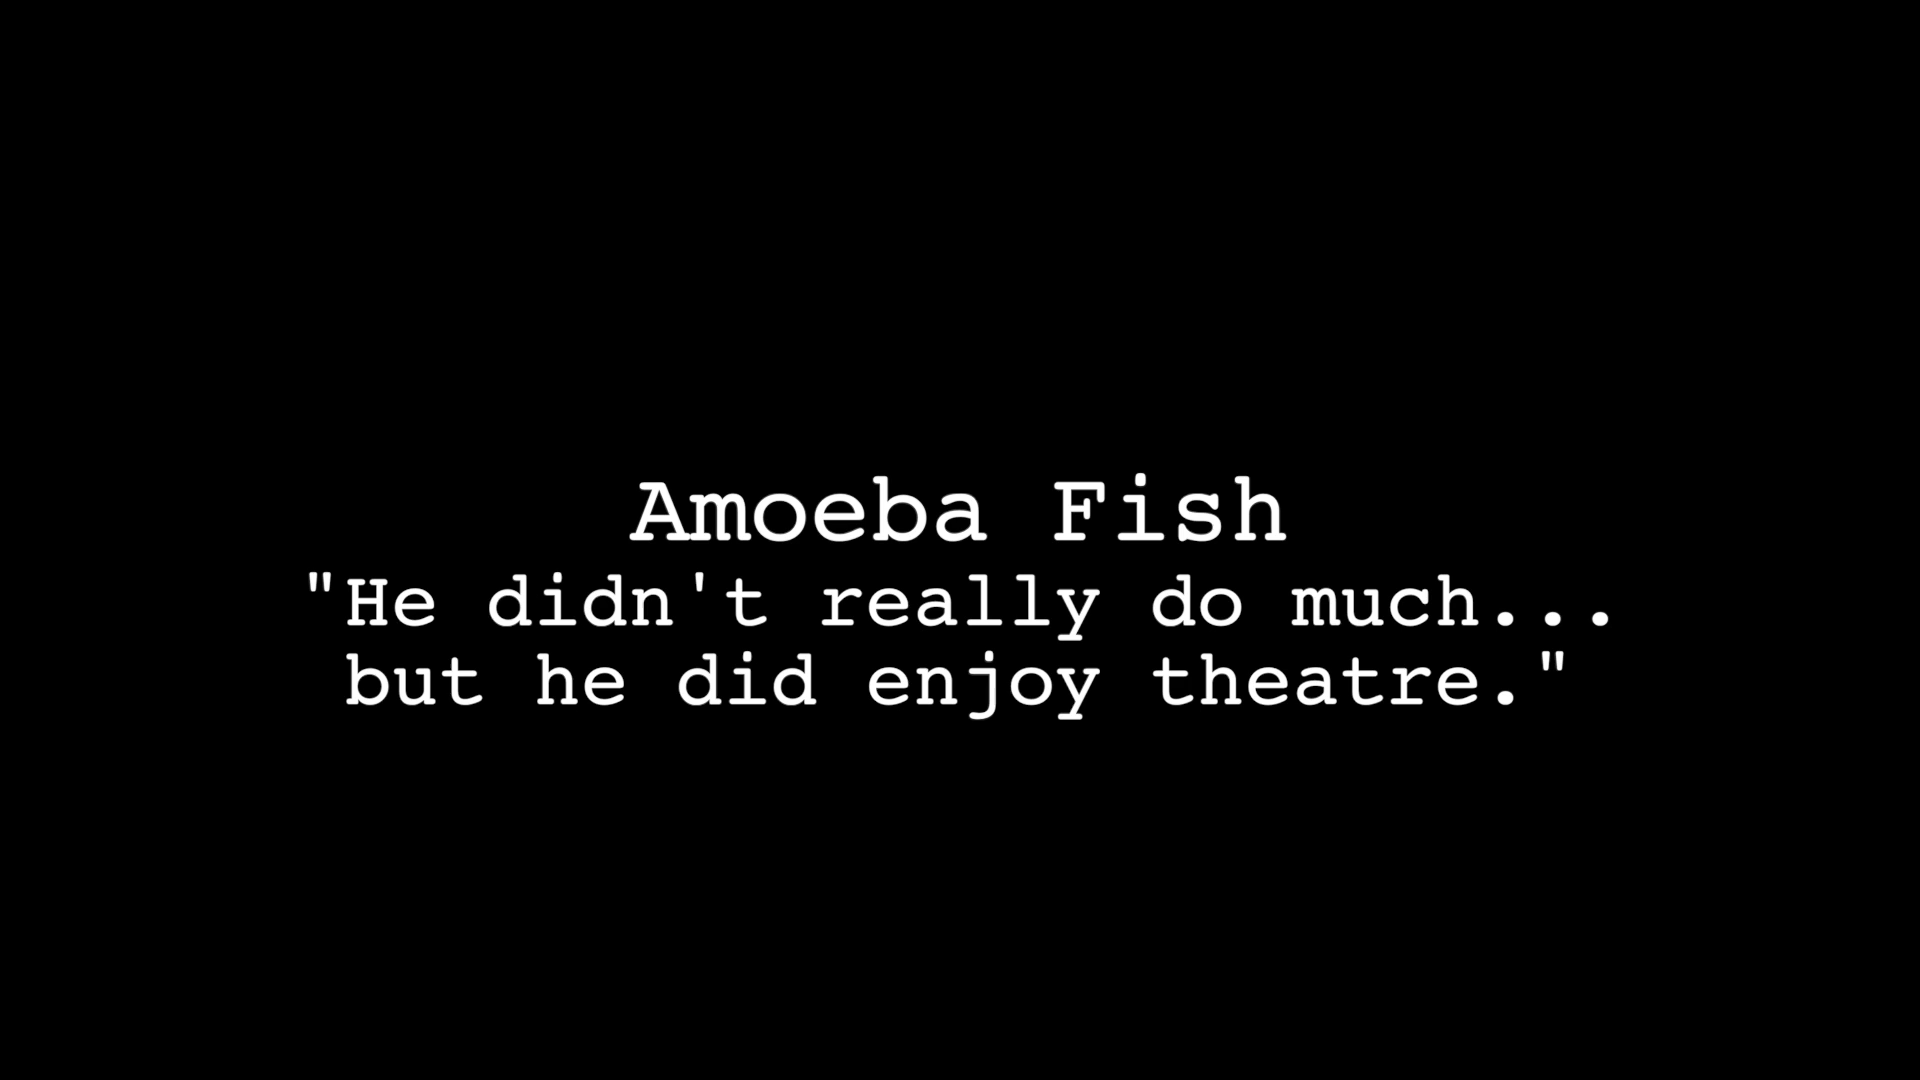 Amoeba Fish
"He didn't really do much...
but he did enjoy theatre."